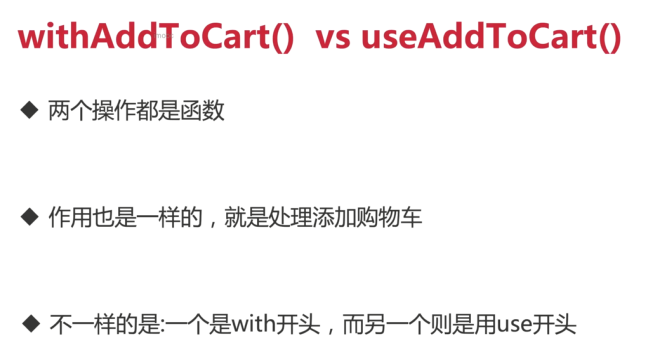 withAddToCart() vs useAddToCart()
◆ 两个操作都是函数
◆ 作用也是一样的，就是处理添加购物车
◆ 不一样的是:一个是with开头，而另一个则是用use开头